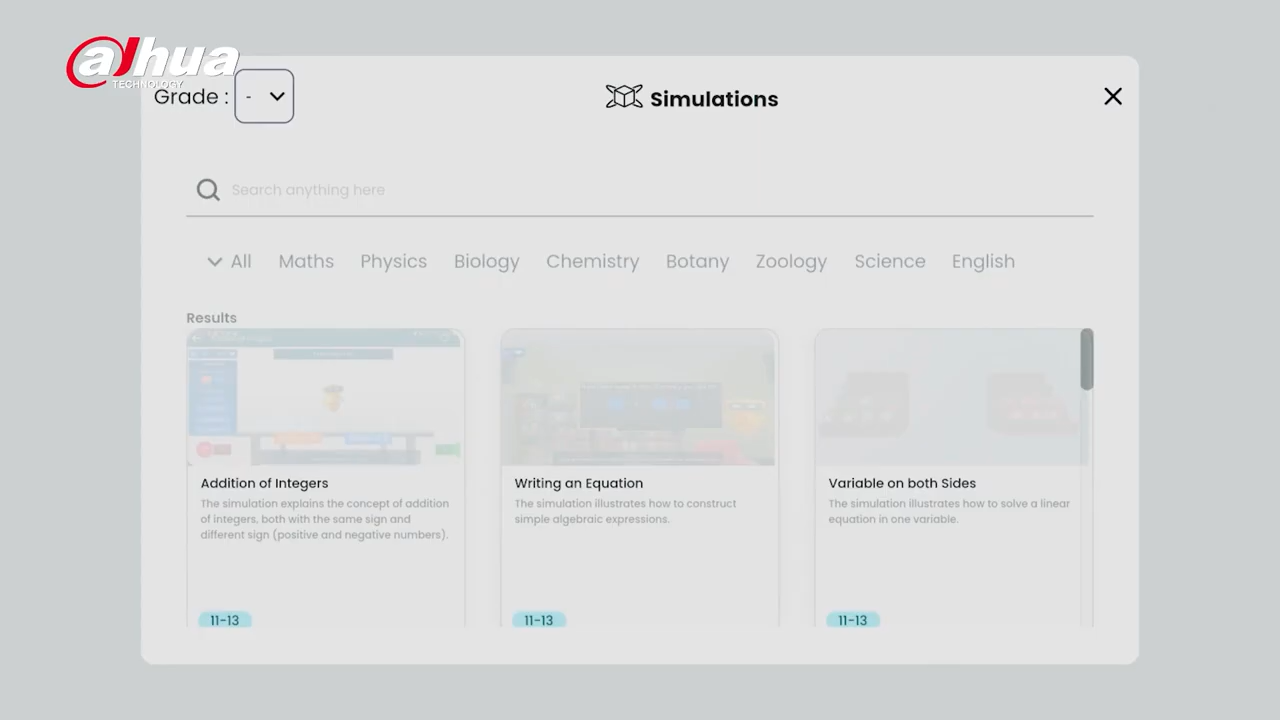 alhua
TECHNOLOGY
Grade : -
Simulations
Search anything here
All Maths Physics Biology Chemistry Botany Zoology Science English
Results
Addition of Integers
The simulation explains the concept of addition
of integers, both with the same sign and
different sign (positive and negative numbers).
11-13
Writing an Equation
The simulation illustrates how to construct
simple algebraic expressions.
11-13
Variable on both Sides
The simulation illustrates how to solve a linear
equation in one variable.
11-13